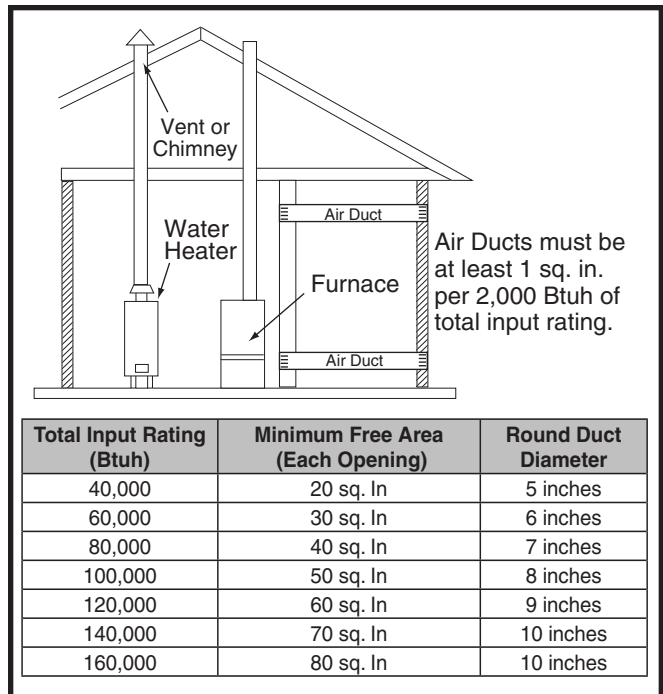 Vent or
Chimney
Water
Heater
Furnace
Air Duct
Air Duct
Air Ducts must be
at least 1 sq. in.
per 2,000 Btuh of
total input rating.
Total Input Rating
(Btuh)
Minimum Free Area
(Each Opening)
Round Duct
Diameter
40,000 20 sq. In 5 inches
60,000 30 sq. In 6 inches
80,000 40 sq. In 7 inches
100,000 50 sq. In 8 inches
120,000 60 sq. In 9 inches
140,000 70 sq. In 10 inches
160,000 80 sq. In 10 inches